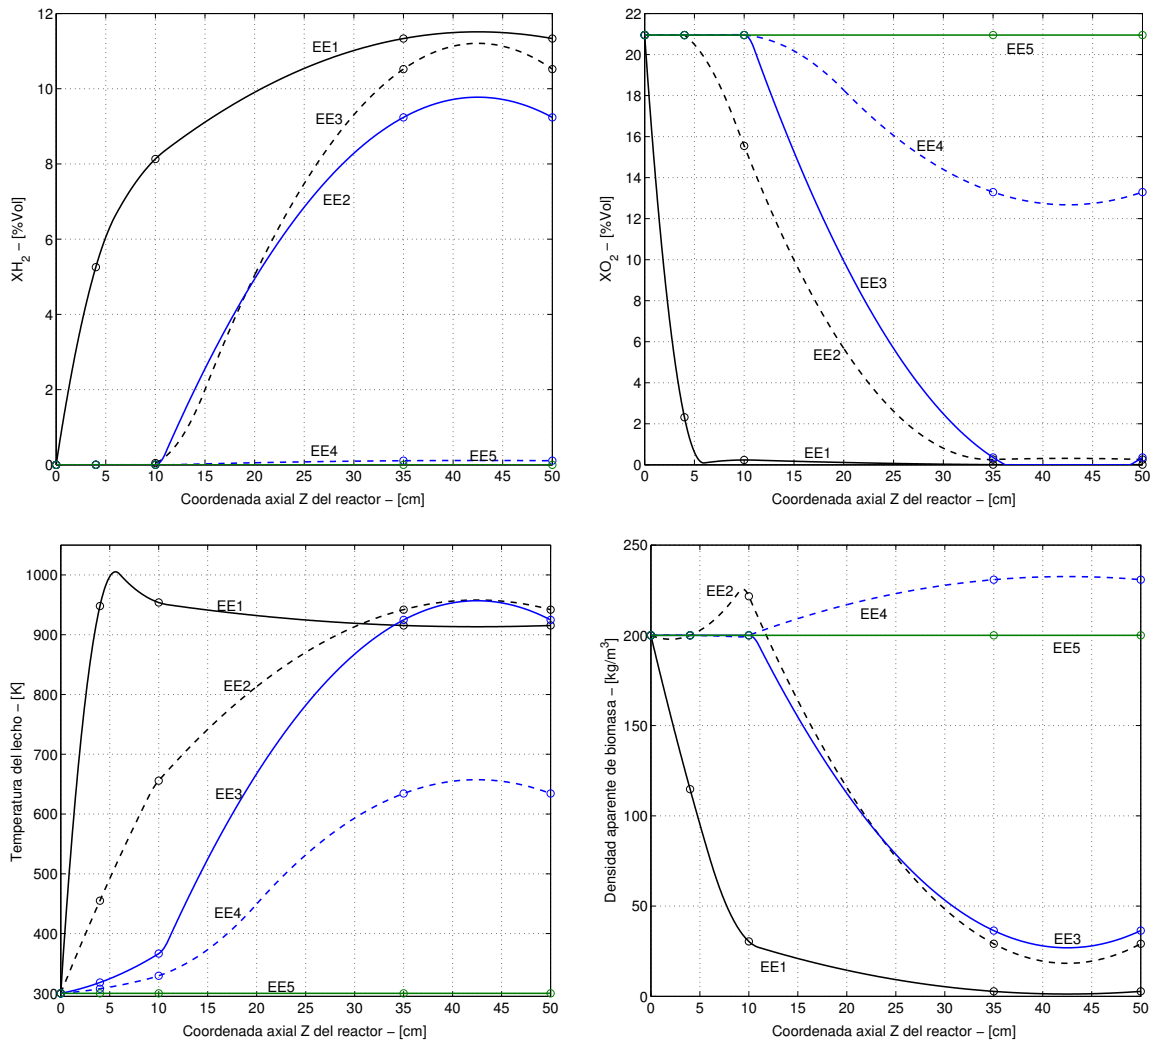 12
10
8
6
4
2
0
XH2 − [%Vol]
EE1
EE3
EE2
EE4
EE5
0 5 10 15 20 25 30 35 40 45 50
Coordenada axial Z del reactor − [cm]
22
20
18
16
14
12
10
8
6
4
2
0
XO2 − [%Vol]
EE5
EE4
EE3
EE2
EE1
0 5 10 15 20 25 30 35 40 45 50
Coordenada axial Z del reactor − [cm]
1000
900
800
700
600
500
400
300
Temperatura del lecho − [K]
EE1
EE2
EE3
EE4
EE5
0 5 10 15 20 25 30 35 40 45 50
Coordenada axial Z del reactor − [cm]
250
200
150
100
50
0
Densidad aparente de biomasa − [kg/m3]
EE2
EE4
EE5
EE3
EE1
0 5 10 15 20 25 30 35 40 45 50
Coordenada axial Z del reactor − [cm]